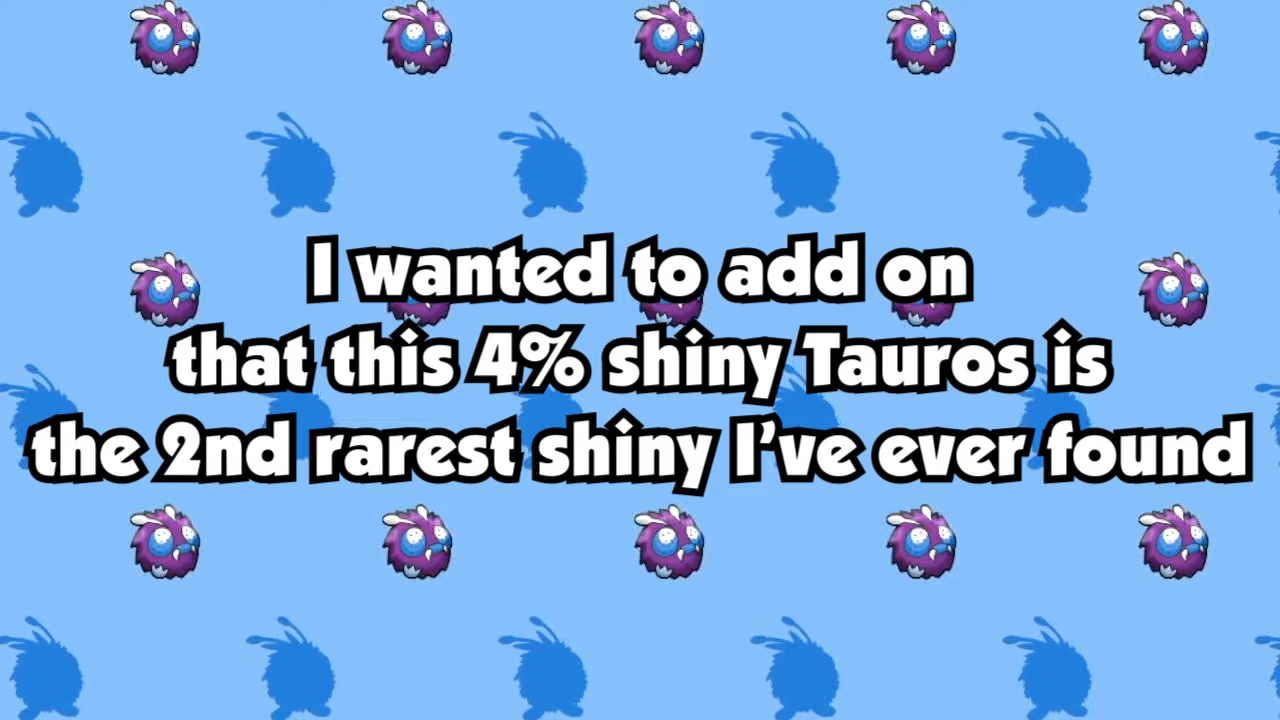 I wanted to add on
that this 4% shiny Tauros is
the 2nd rarest shiny I've ever found